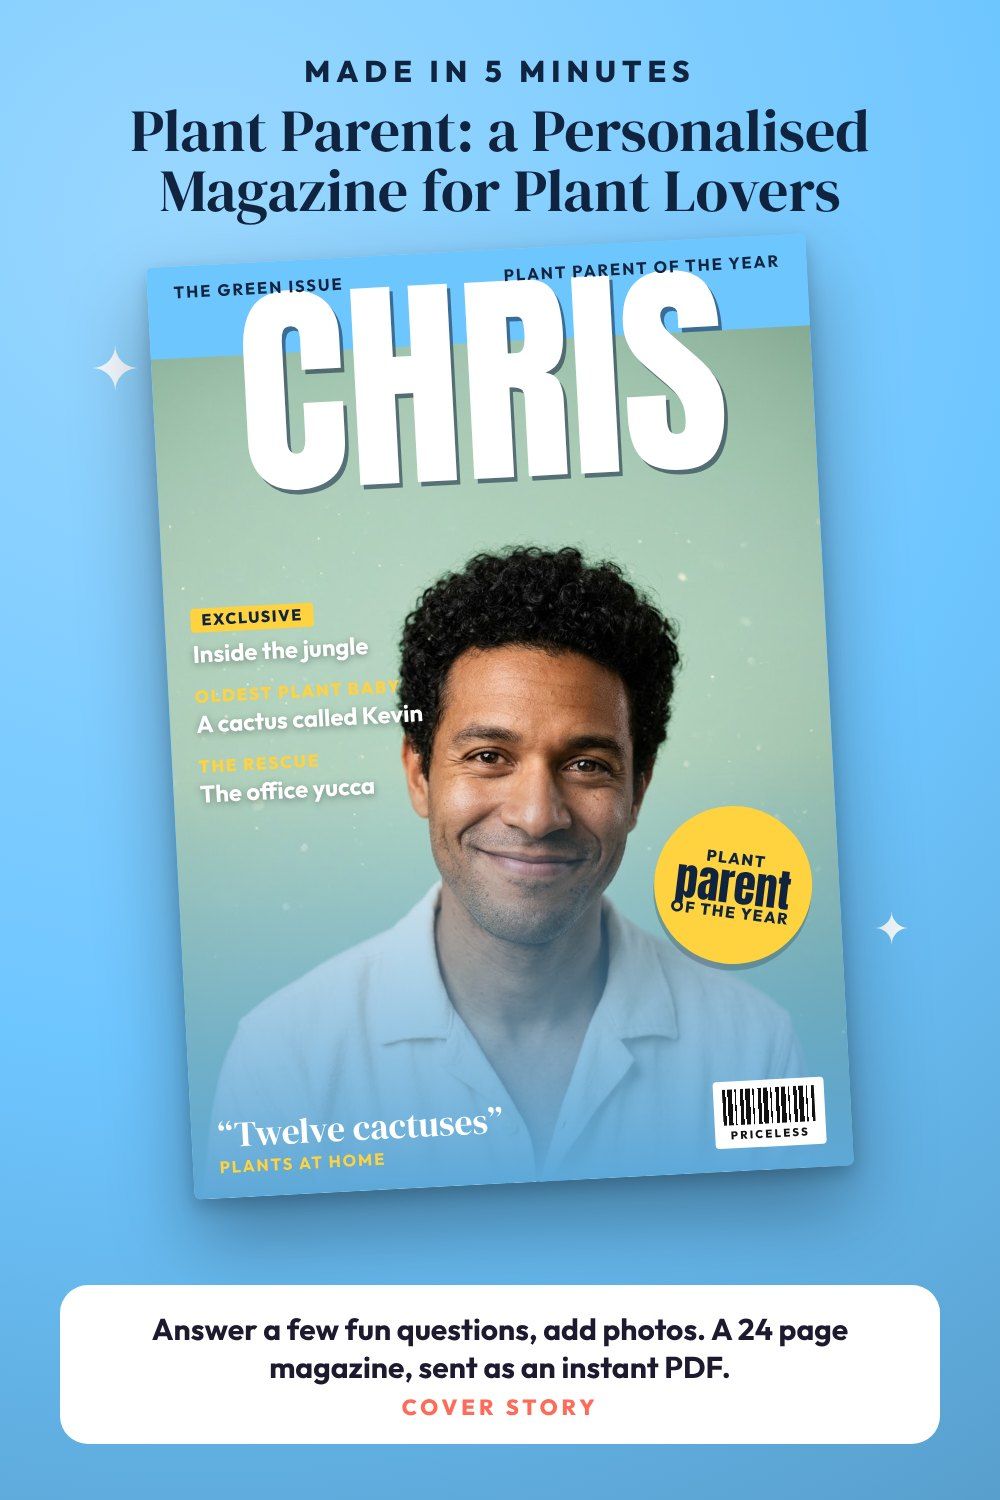 MADE IN 5 MINUTES
Plant Parent: a Personalised
Magazine for Plant Lovers
THE GREEN ISSUE
PLANT PARENT OF THE YEAR
CHRIS
EXCLUSIVE
Inside the jungle
OLDEST PLANT BABY
A cactus called Kevin
THE RESCUE
The office yucca
PLANT
parent
OF THE YEAR
“Twelve cactuses”
PLANTS AT HOME
PRICELESS
Answer a few fun questions, add photos. A 24 page
magazine, sent as an instant PDF.
COVER STORY